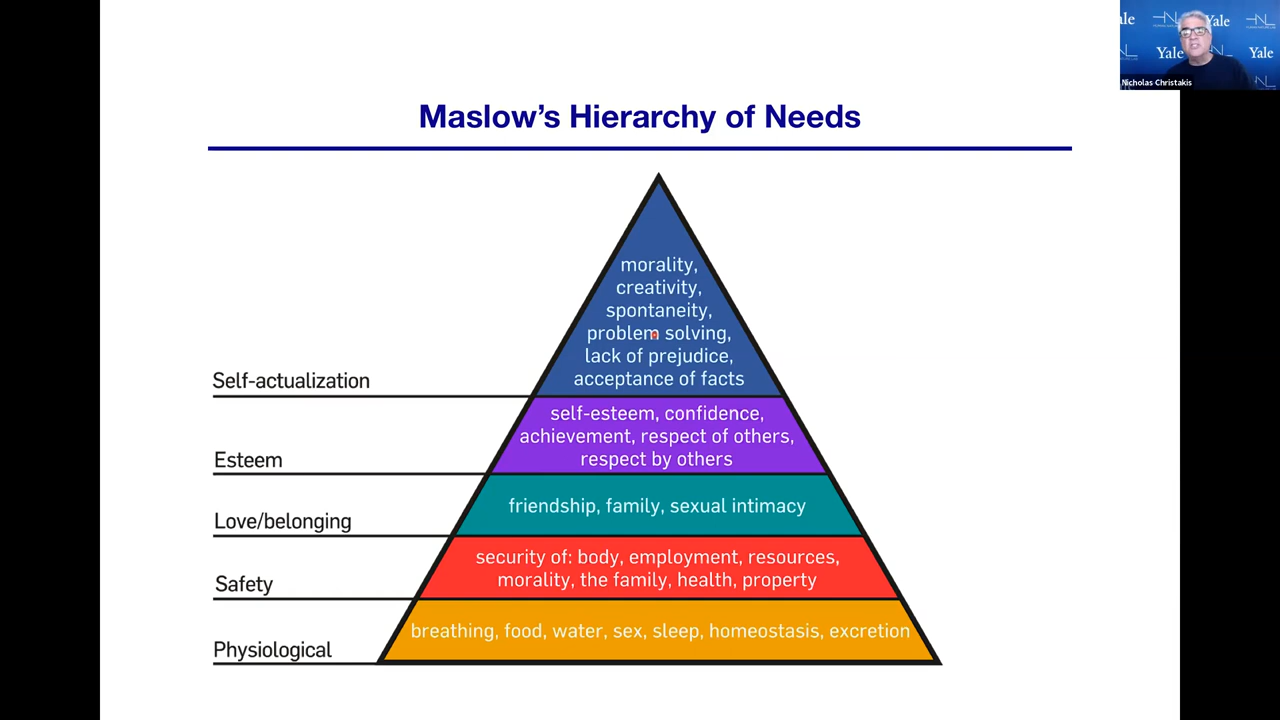 Maslow's Hierarchy of Needs
morality,
creativity,
spontaneity,
problem solving,
lack of prejudice,
acceptance of facts
Self-actualization
self-esteem, confidence,
achievement, respect of others,
respect by others
Esteem
friendship, family, sexual intimacy
Love/belonging
security of: body, employment, resources,
morality, the family, health, property
Safety
breathing, food, water, sex, sleep, homeostasis, excretion
Physiological
ale
Yale
Yale
Yale
Nicholas Christakis